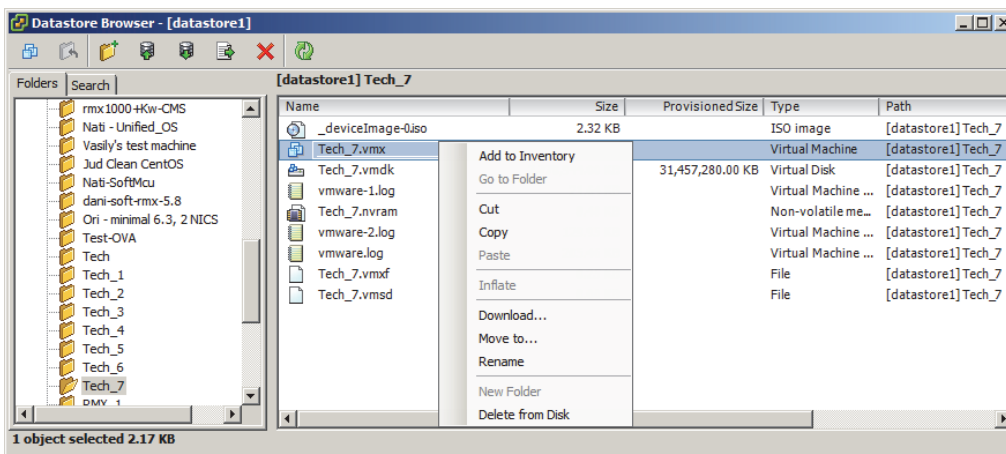 Datastore Browser - [datastore1]
Folders Search
[datastore1] Tech_7
rmx1000+Kw-CMS
Nati - Unified_OS
Vasily's test machine
Jud Clean CentOS
Nati-SoftMcu
dani-soft-rmx-5.8
Ori - minimal 6.3, 2 NICS
Test-OVA
Tech
Tech_1
Tech_2
Tech_3
Tech_4
Tech_5
Tech_6
Tech_7
RMX_1
Name Size Provisioned Size Type Path
_deviceImage-0.iso 2.32 KB ISO image [datastore1] Tech_7
Tech_7.vmx Virtual Machine [datastore1] Tech_7
Tech_7.vmdk 31,457,280.00 KB Virtual Disk [datastore1] Tech_7
vmware-1.log Virtual Machine ... [datastore1] Tech_7
Tech_7.nvram Non-volatile me... [datastore1] Tech_7
vmware-2.log Virtual Machine ... [datastore1] Tech_7
vmware.log Virtual Machine ... [datastore1] Tech_7
Tech_7.vmxf File [datastore1] Tech_7
Tech_7.vmsd File [datastore1] Tech_7
Add to Inventory
Go to Folder
Cut
Copy
Paste
Inflate
Download...
Move to...
Rename
New Folder
Delete from Disk
1 object selected 2.17 KB